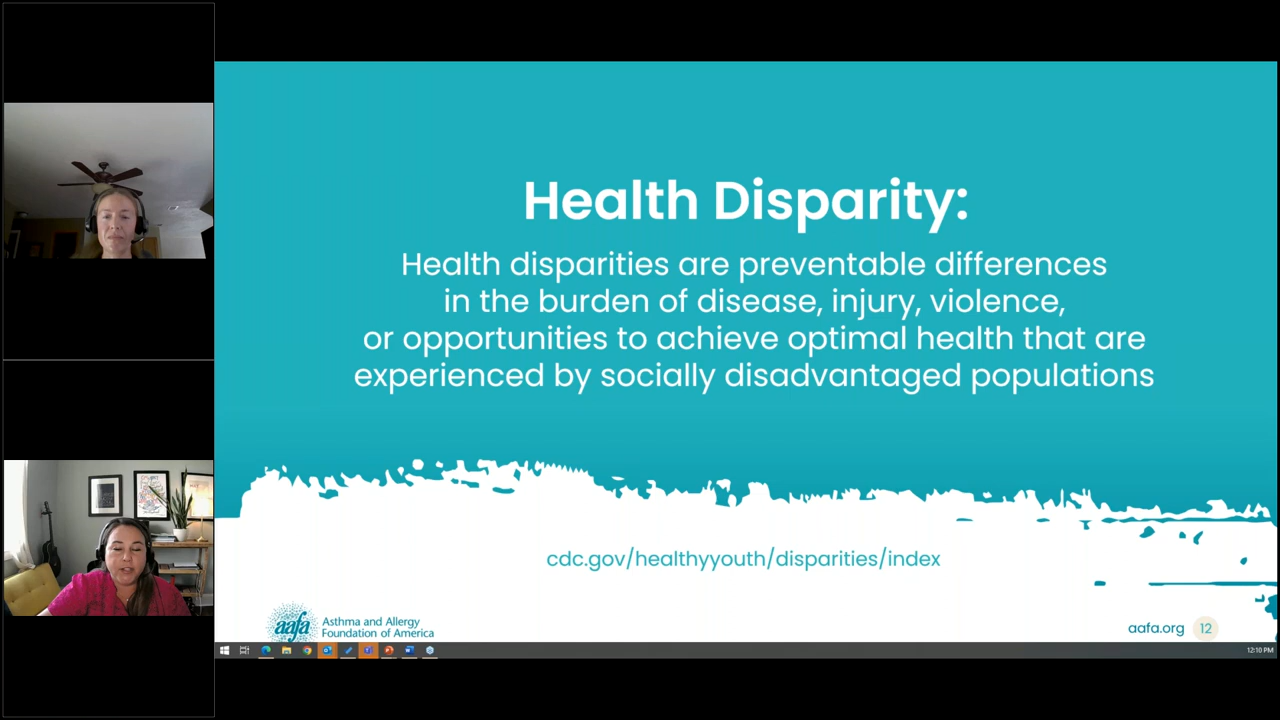 Health Disparity:
Health disparities are preventable differences
in the burden of disease, injury, violence,
or opportunities to achieve optimal health that are
experienced by socially disadvantaged populations
cdc.gov/healthyyouth/disparities/index
aafa
Asthma and Allergy
Foundation of America
aafa.org 12
12:10 PM